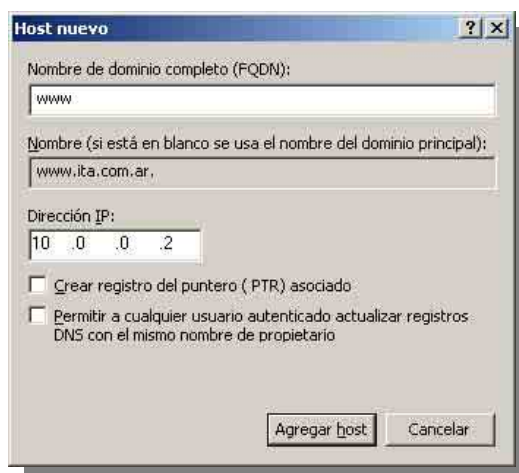 Host nuevo
Nombre de dominio completo (FQDN):
www
Nombre (si está en blanco se usa el nombre del dominio principal):
www.ita.com.ar.
Dirección IP:
10 .0 .0 .2
Crear registro del puntero ( PTR) asociado
Permitir a cualquier usuario autenticado actualizar registros
DNS con el mismo nombre de propietario
Agregar host
Cancelar